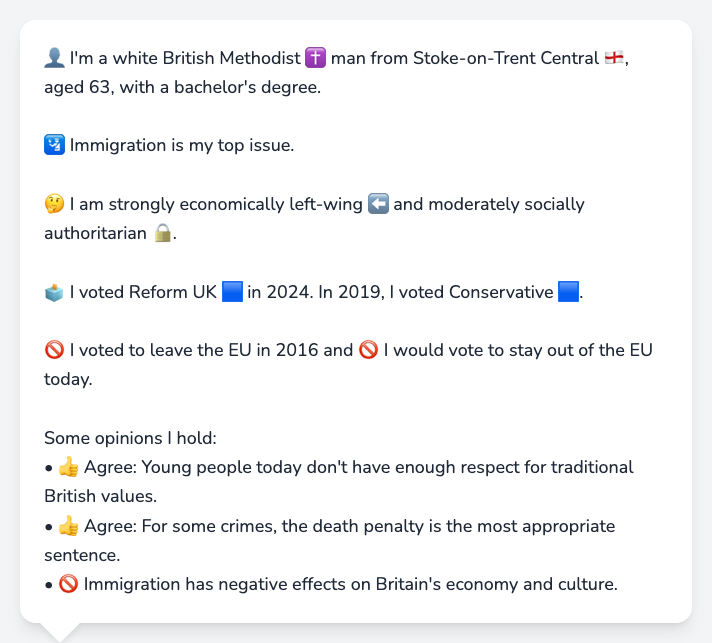 👤 I'm a white British Methodist ✝️ man from Stoke-on-Trent Central 🏴󠁧󠁢󠁥󠁮󠁧󠁿,
aged 63, with a bachelor's degree.
🛂 Immigration is my top issue.
🤔 I am strongly economically left-wing ⬅️ and moderately socially
authoritarian 🔒.
🗳️ I voted Reform UK 🟦 in 2024. In 2019, I voted Conservative 🟦.
🚫 I voted to leave the EU in 2016 and 🚫 I would vote to stay out of the EU
today.
Some opinions I hold:
• 👍 Agree: Young people today don't have enough respect for traditional
British values.
• 👍 Agree: For some crimes, the death penalty is the most appropriate
sentence.
• 🚫 Immigration has negative effects on Britain's economy and culture.